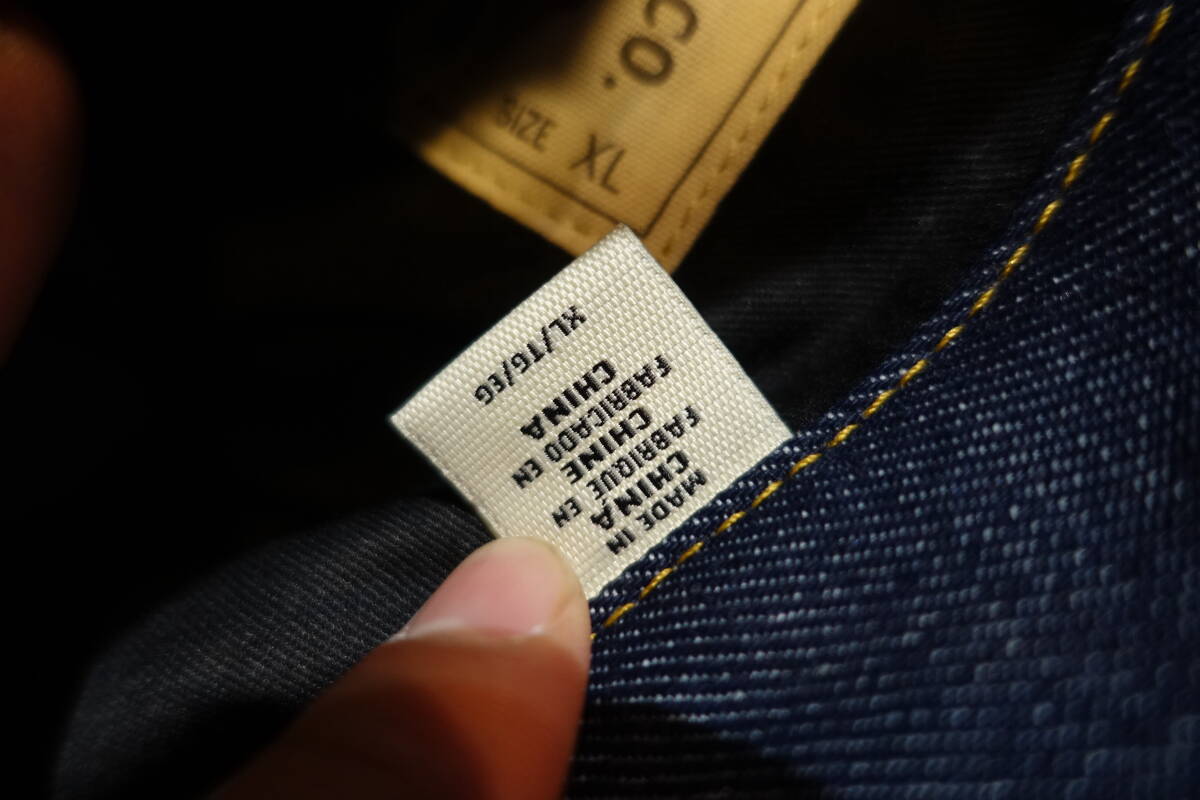 CO.
SIZE XL
MADE IN
CHINA
FABRIQUÉ EN
CHINE
FABRICADO EN
CHINA
XL/TG/EG